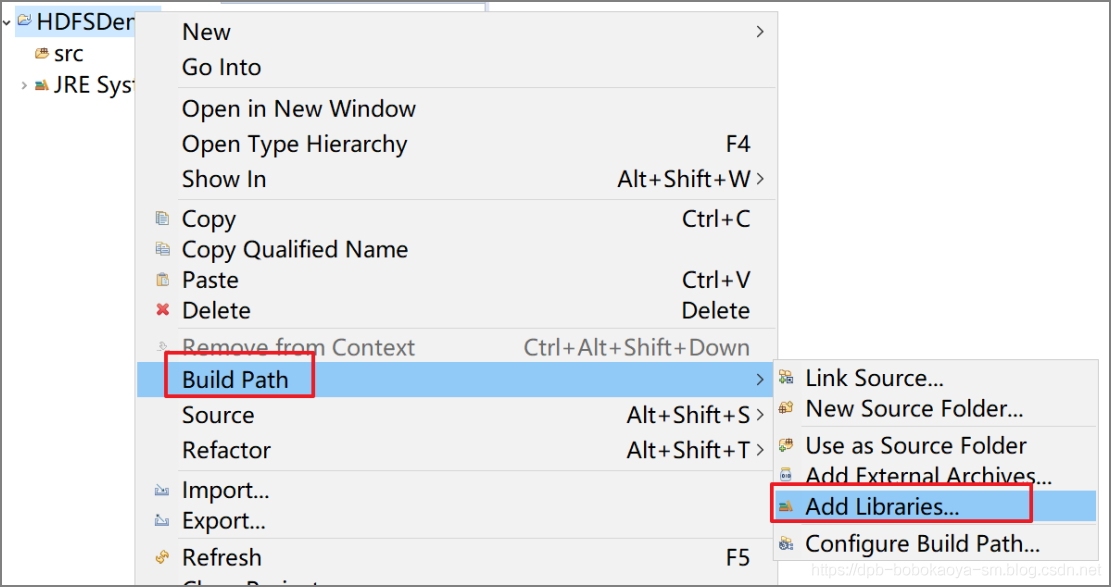 HDFSDem
src
JRE Syst
New
Go Into
Open in New Window
Open Type Hierarchy F4
Show In Alt+Shift+W
Copy Ctrl+C
Copy Qualified Name
Paste Ctrl+V
Delete Delete
Remove from Context Ctrl+Alt+Shift+Down
Build Path
Source Alt+Shift+S
Refactor Alt+Shift+T
Import...
Export...
Refresh F5
Link Source...
New Source Folder...
Use as Source Folder
Add External Archives...
Add Libraries...
Configure Build Path...
https://dpb-bobokaoya-sm.blog.csdn.net